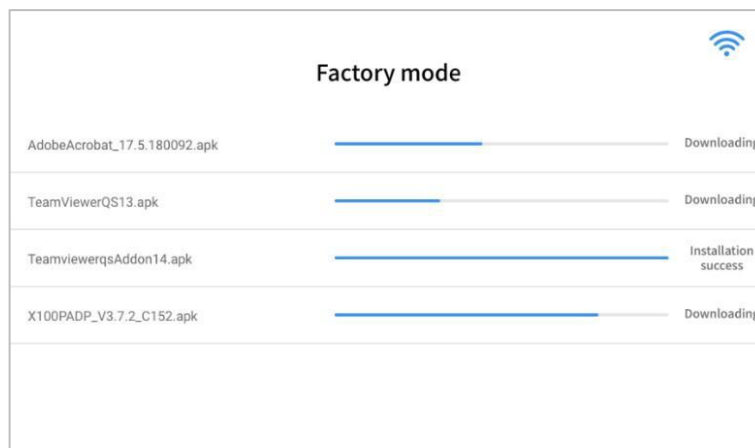 Factory mode
AdobeAcrobat_17.5.180092.apk
Downloading
TeamViewerQS13.apk
Downloading
TeamviewerqsAddon14.apk
Installation
success
X100PADP_V3.7.2_C152.apk
Downloading